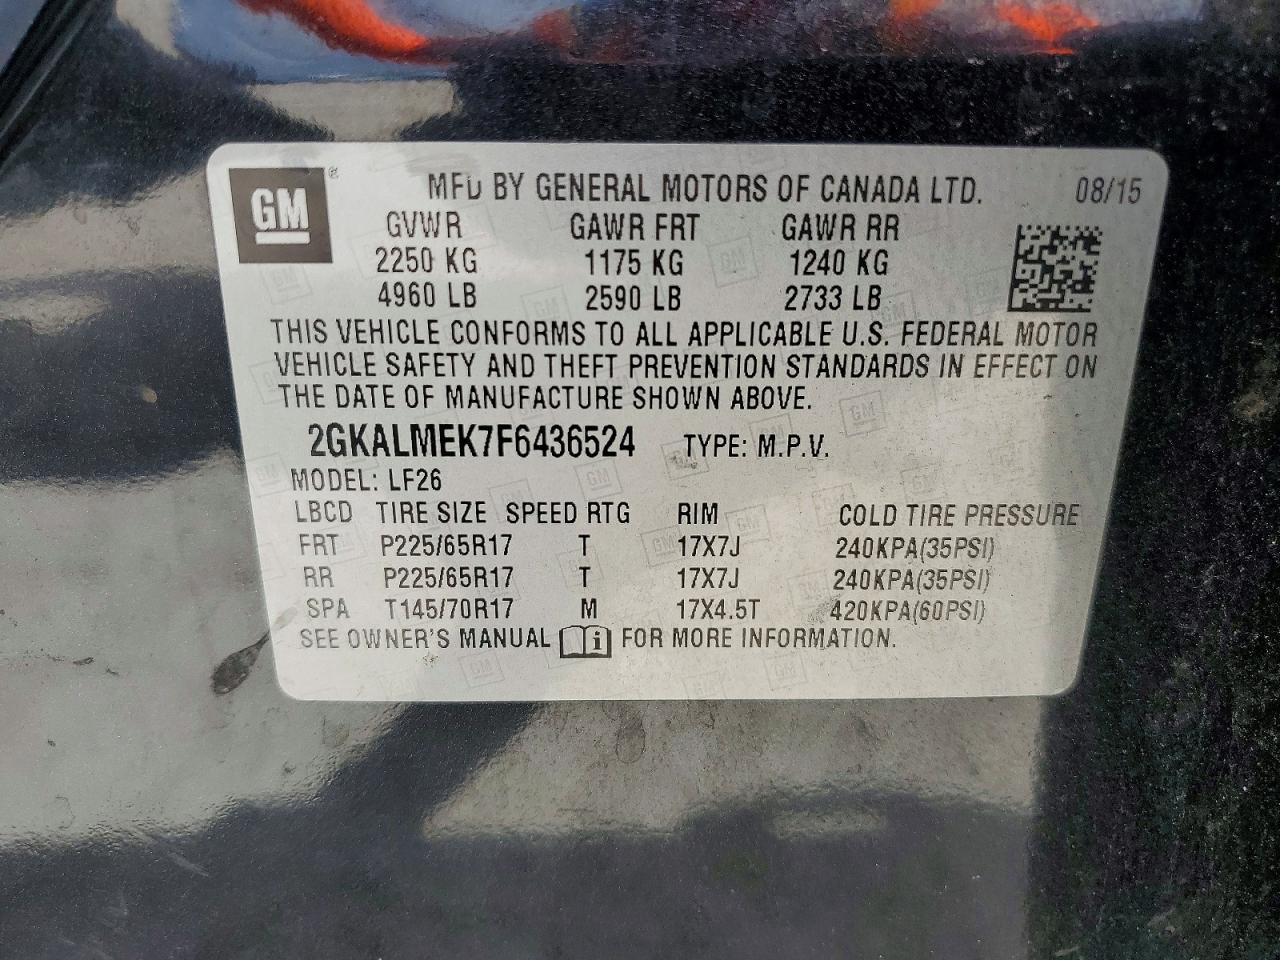 GM ® MFD BY GENERAL MOTORS OF CANADA LTD. 08/15
GVWR GAWR FRT GAWR RR
2250 KG 1175 KG 1240 KG
4960 LB 2590 LB 2733 LB
THIS VEHICLE CONFORMS TO ALL APPLICABLE U.S. FEDERAL MOTOR
VEHICLE SAFETY AND THEFT PREVENTION STANDARDS IN EFFECT ON
THE DATE OF MANUFACTURE SHOWN ABOVE.
2GKALMEK7F6436524 TYPE: M.P.V.
MODEL: LF26
LBCD TIRE SIZE SPEED RTG RIM COLD TIRE PRESSURE
FRT P225/65R17 T 17X7J 240KPA(35PSI)
RR P225/65R17 T 17X7J 240KPA(35PSI)
SPA T145/70R17 M 17X4.5T 420KPA(60PSI)
SEE OWNER'S MANUAL i FOR MORE INFORMATION.